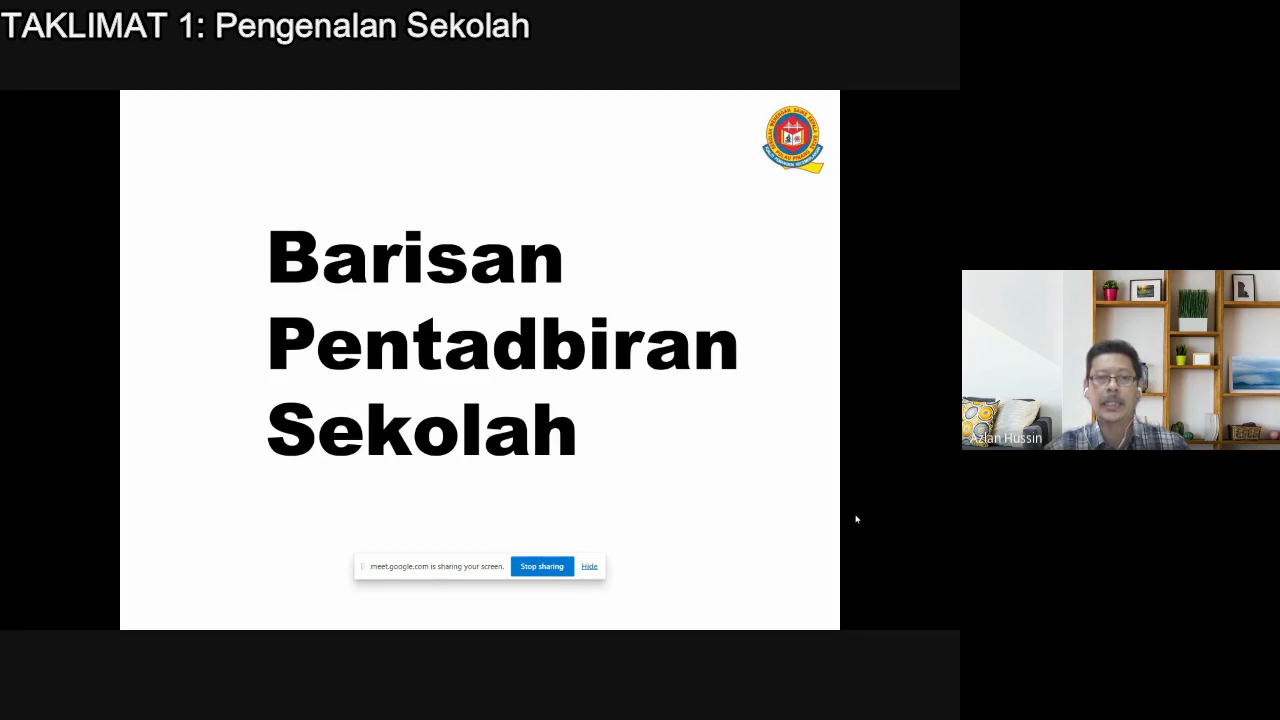 TAKLIMAT 1: Pengenalan Sekolah
Barisan
Pentadbiran
Sekolah
meet.google.com is sharing your screen. Stop sharing Hide
Azlan Hussin